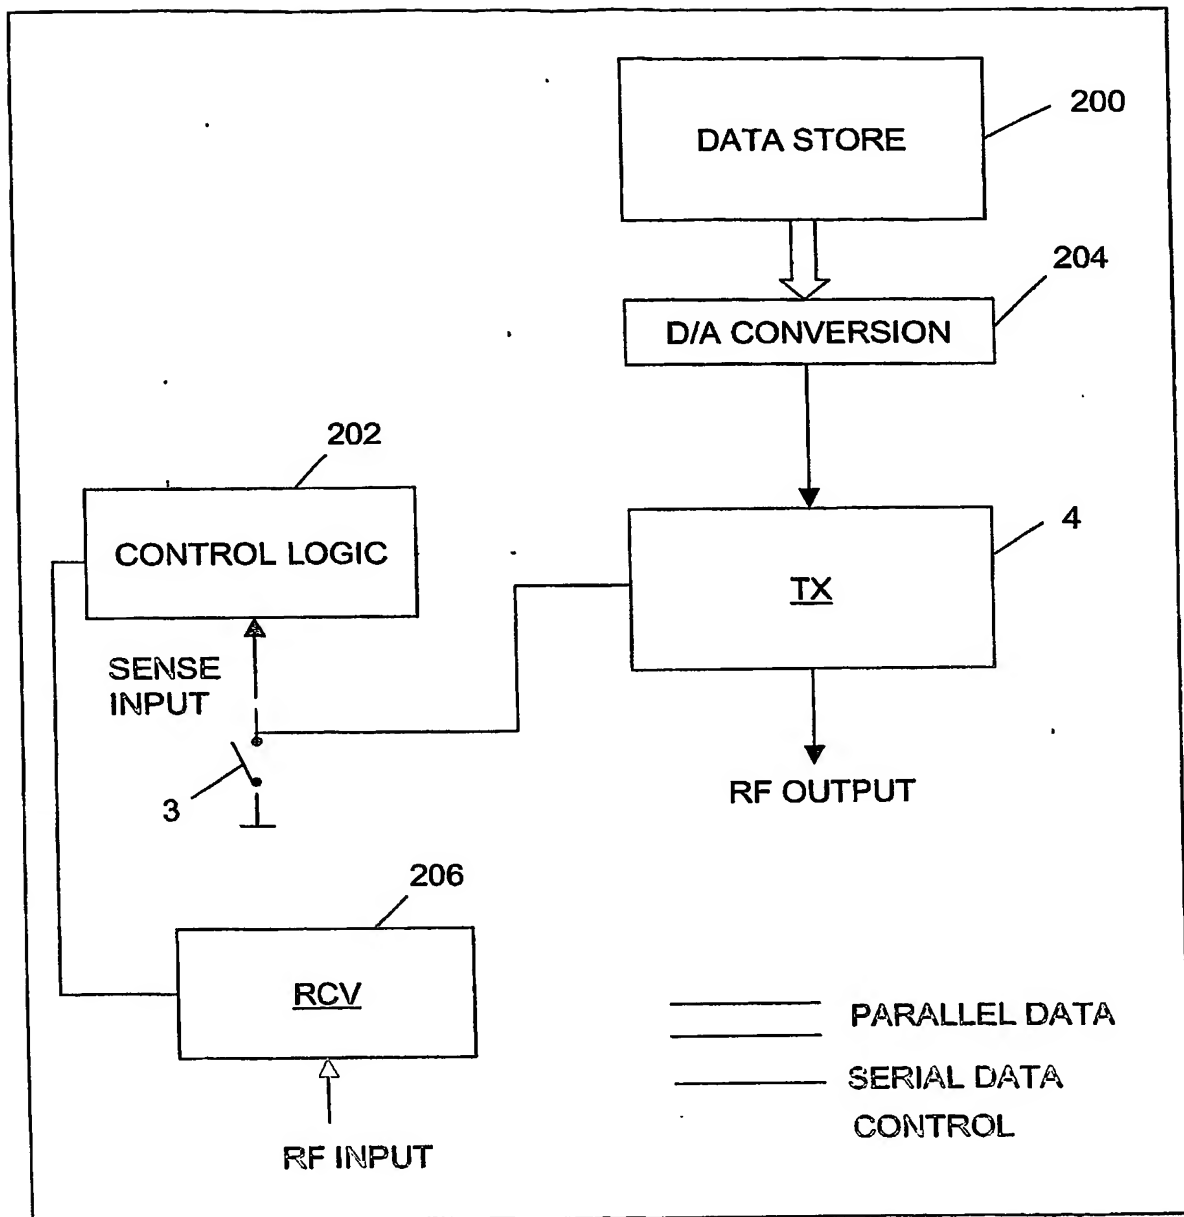 DATA STORE
200
204
D/A CONVERSION
202
CONTROL LOGIC
4
TX
SENSE
INPUT
3
RF OUTPUT
206
RCV
RF INPUT
PARALLEL DATA
SERIAL DATA
CONTROL